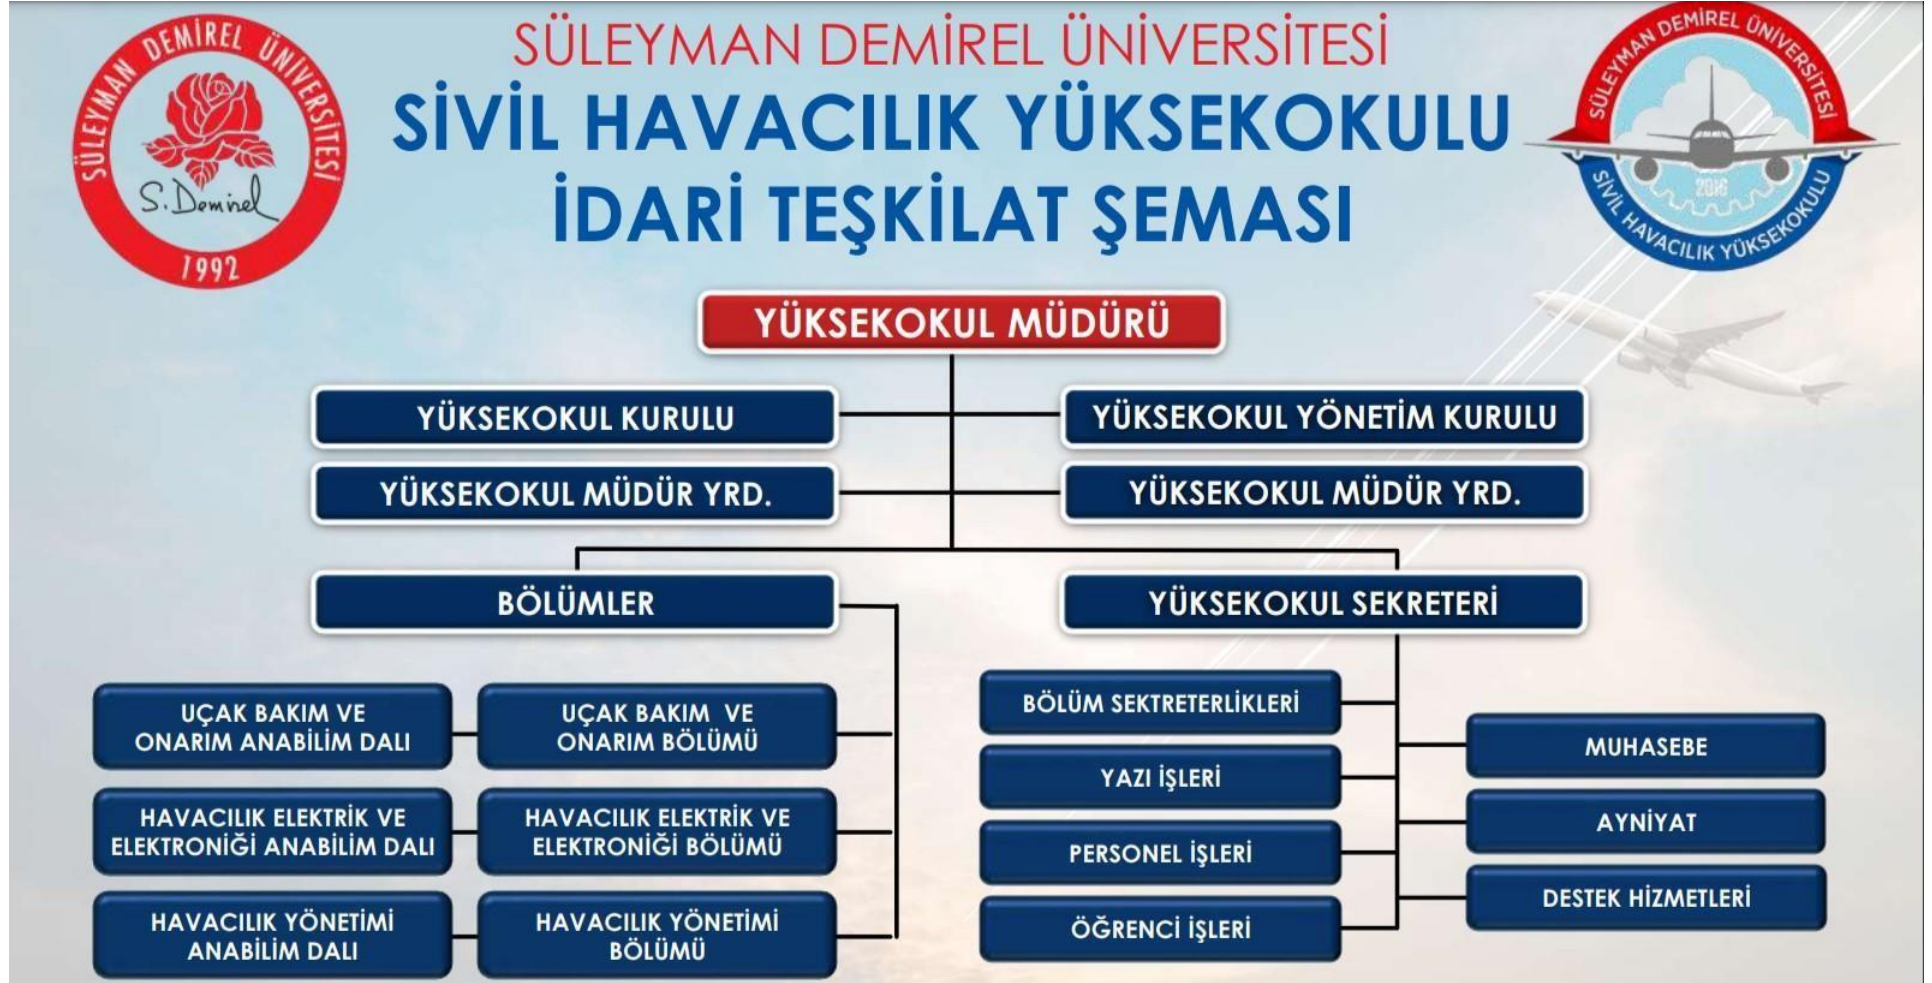 SÜLEYMAN DEMİREL ÜNİVERSİTESİ
S. Demirel
1992
SÜLEYMAN DEMİREL ÜNİVERSİTESİ
SİVİL HAVACILIK YÜKSEKOKULU
İDARİ TEŞKİLAT ŞEMASI
SÜLEYMAN DEMİREL ÜNİVERSİTESİ
2016
SİVİL HAVACILIK YÜKSEKOKULU
YÜKSEKOKUL MÜDÜRÜ
YÜKSEKOKUL KURULU
YÜKSEKOKUL YÖNETİM KURULU
YÜKSEKOKUL MÜDÜR YRD.
YÜKSEKOKUL MÜDÜR YRD.
BÖLÜMLER
YÜKSEKOKUL SEKRETERİ
UÇAK BAKIM VE
ONARIM ANABİLİM DALI
UÇAK BAKIM VE
ONARIM BÖLÜMÜ
HAVACILIK ELEKTRİK VE
ELEKTRONİĞİ ANABİLİM DALI
HAVACILIK ELEKTRİK VE
ELEKTRONİĞİ BÖLÜMÜ
HAVACILIK YÖNETİMİ
ANABİLİM DALI
HAVACILIK YÖNETİMİ
BÖLÜMÜ
BÖLÜM SEKTRETERLİKLERİ
YAZI İŞLERİ
PERSONEL İŞLERİ
ÖĞRENCİ İŞLERİ
MUHASEBE
AYNİYAT
DESTEK HİZMETLERİ